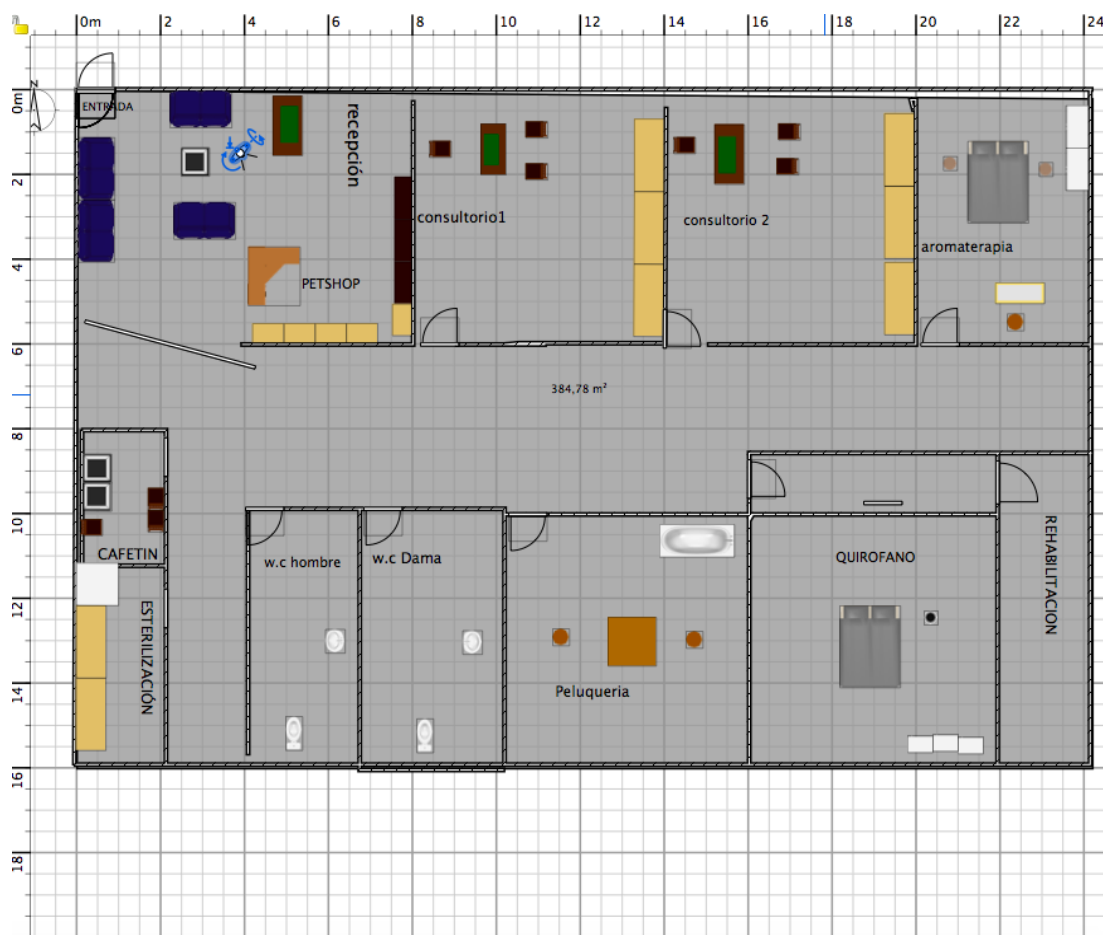 0m 2 4 6 8 10 12 14 16 18 20 22 24
N
0m
2
4
6
8
10
12
14
16
18
ENTRADA
recepción
consultorio1
consultorio 2
aromaterapia
PETSHOP
384,78 m²
CAFETIN
w.c hombre
w.c Dama
QUIROFANO
REHABILITACION
ESTERILIZACIÓN
Peluqueria